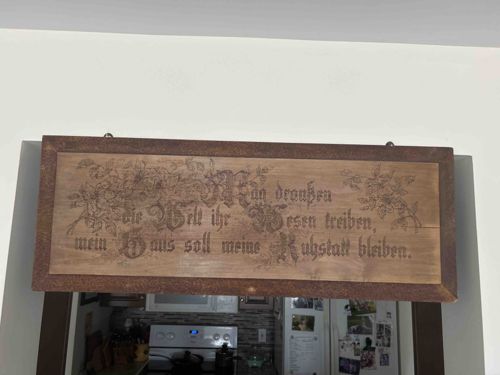 Mag draußen
die Welt ihr Wesen treiben,
mein Haus soll meine Ruhstatt bleiben.